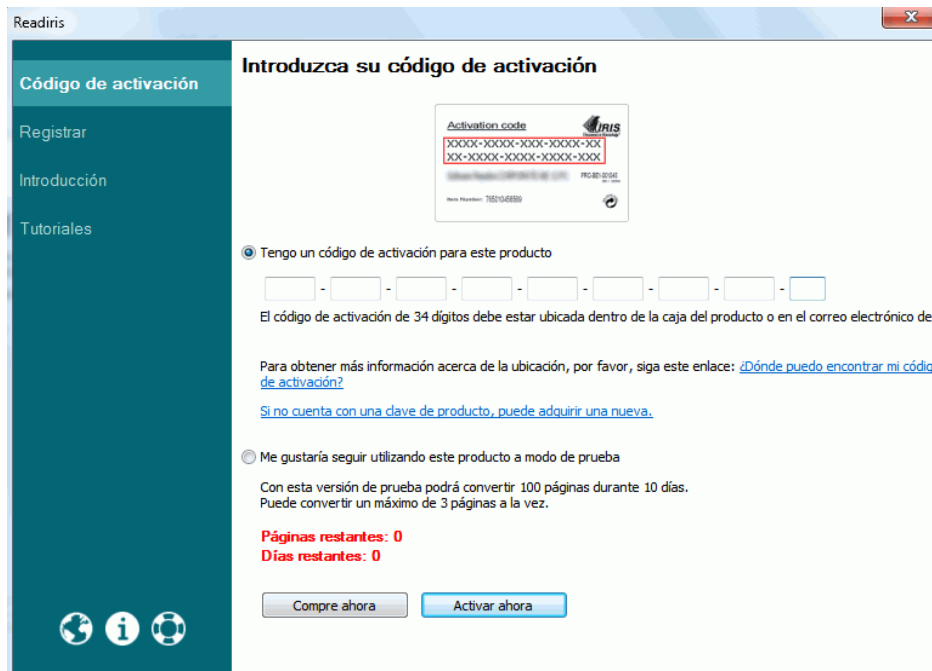 Readiris
Código de activación
Registrar
Introducción
Tutoriales
Introduzca su código de activación
Activation code
IRIS
XXXX-XXXX-XXX-XXXX-XX
XX-XXXX-XXXX-XXXX-XXX
Item Number: 765010456569
Tengo un código de activación para este producto
- - - - - - - -
El código de activación de 34 dígitos debe estar ubicada dentro de la caja del producto o en el correo electrónico de
Para obtener más información acerca de la ubicación, por favor, siga este enlace: ¿Dónde puedo encontrar mi códig
de activación?
Si no cuenta con una clave de producto, puede adquirir una nueva.
Me gustaría seguir utilizando este producto a modo de prueba
Con esta versión de prueba podrá convertir 100 páginas durante 10 días.
Puede convertir un máximo de 3 páginas a la vez.
Páginas restantes: 0
Días restantes: 0
Compre ahora
Activar ahora